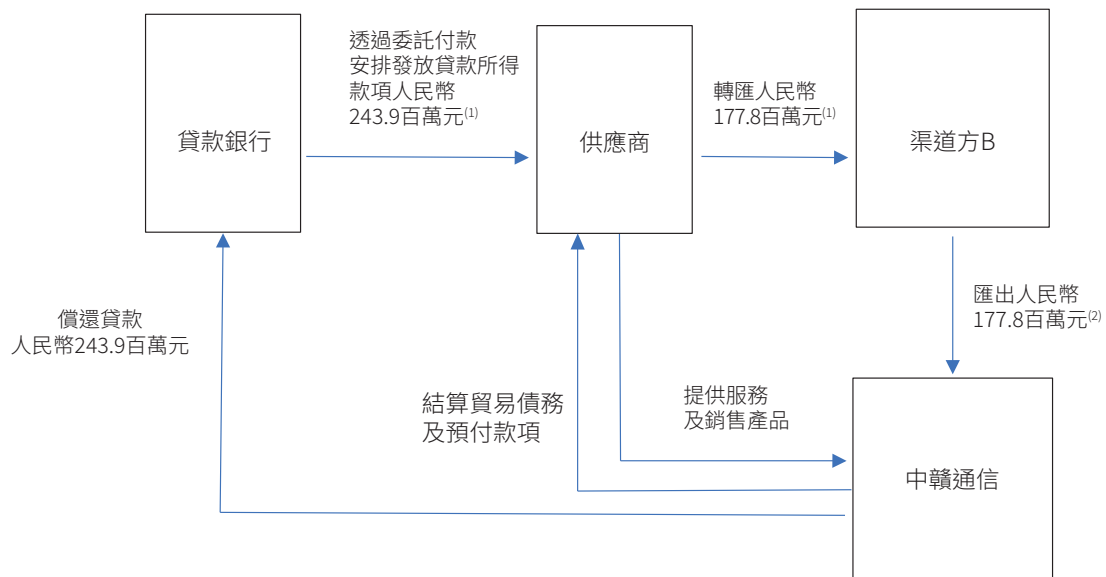 透過委託付款
安排發放貸款所得
款項人民幣
243.9百萬元(1)
轉匯人民幣
177.8百萬元(1)
貸款銀行
供應商
渠道方B
償還貸款
人民幣243.9百萬元
匯出人民幣
177.8百萬元(2)
結算貿易債務
及預付款項
提供服務
及銷售產品
中贛通信